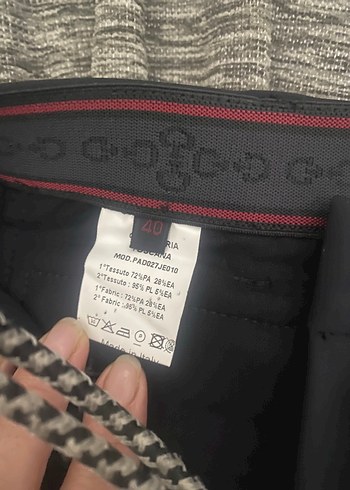 40
TOSCANA
MOD.PAD027JE010
1°Tessuto 72%PA 28%EA
2°Tessuto : 95% PL 5%EA
1°Fabric : 72%PA 28%EA
2° Fabric : 95% PL 5%EA
Made in Italy